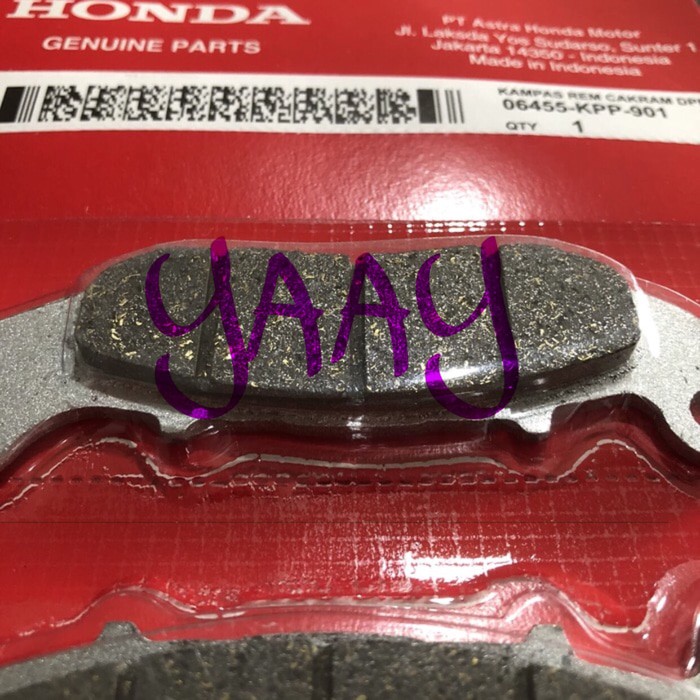 HONDA
GENUINE PARTS
PT Astra Honda Motor
Jl. Laksda Yos Sudarso, Sunter 1
Jakarta 14350 - Indonesia
Made in Indonesia
KAMPAS REM CAKRAM
06455-KPP-901
QTY 1
YAAY